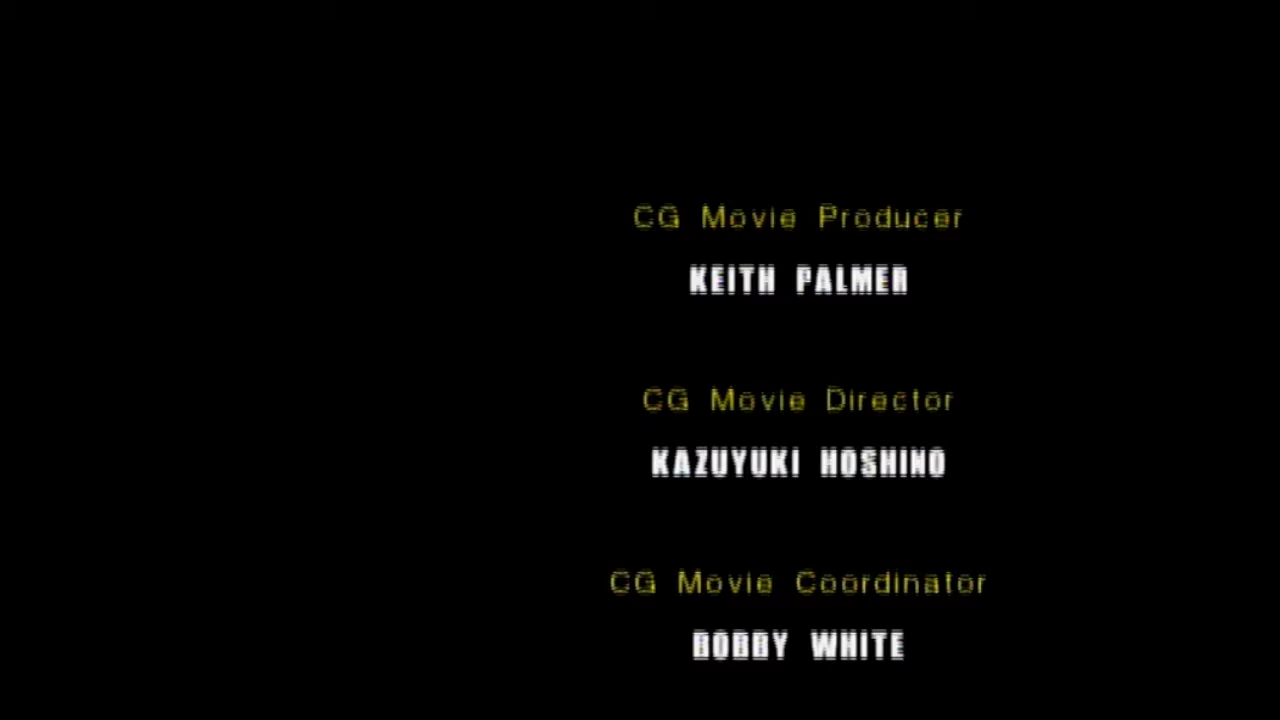 CG Movie Producer
KEITH PALMER
CG Movie Director
KAZUYUKI HOSHINO
CG Movie Coordinator
BOBBY WHITE